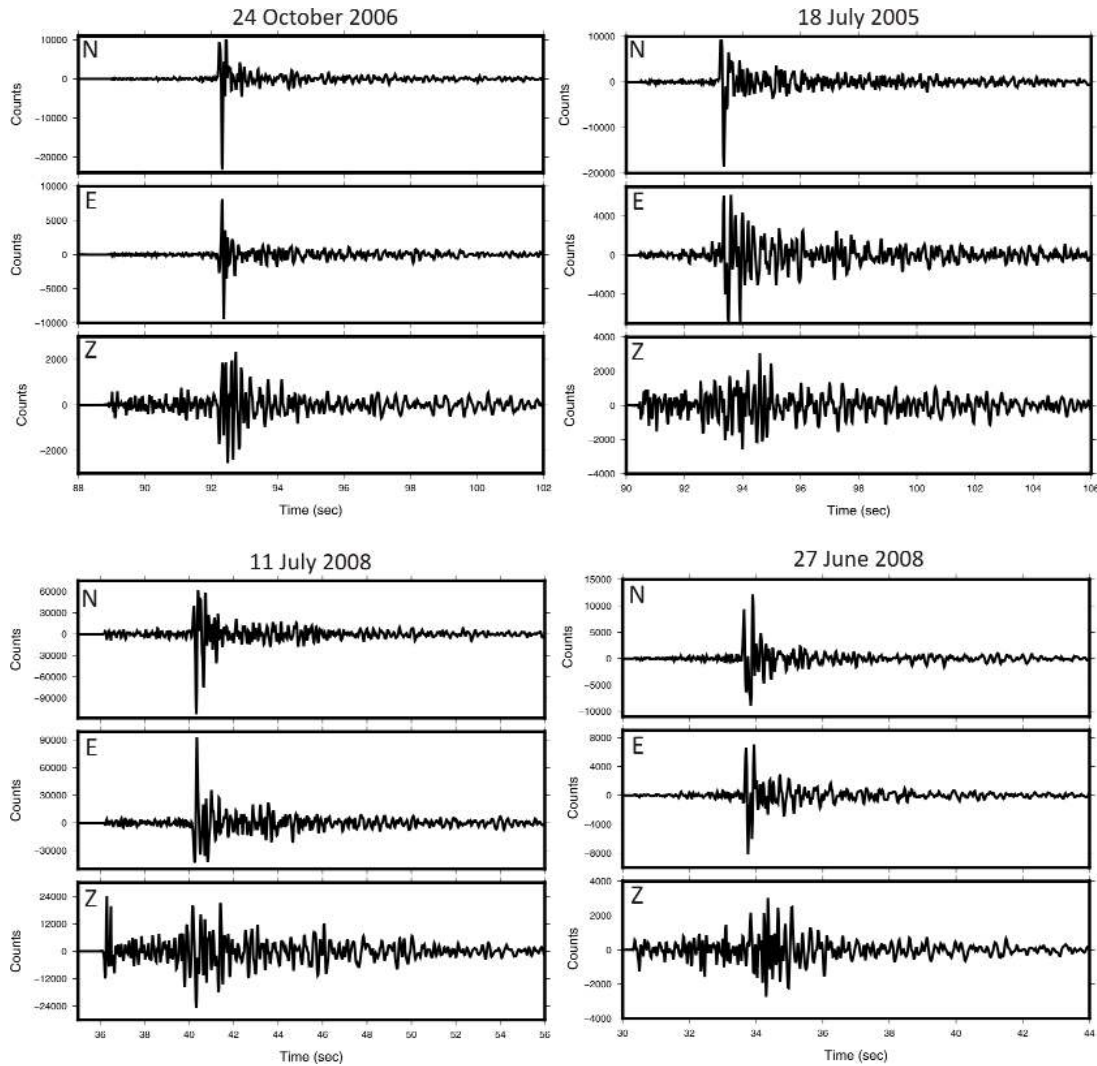 24 October 2006
N
10000
0
−10000
−20000
Counts
E
10000
5000
0
−5000
−10000
Counts
Z
2000
0
−2000
Counts
88 90 92 94 96 98 100 102
Time (sec)
18 July 2005
N
10000
0
−10000
−20000
Counts
E
4000
0
−4000
Counts
Z
4000
2000
0
−2000
−4000
Counts
90 92 94 96 98 100 102 104 106
Time (sec)
11 July 2008
N
60000
30000
0
−30000
−60000
−90000
Counts
E
90000
60000
30000
0
−30000
Counts
Z
24000
12000
0
−12000
−24000
Counts
36 38 40 42 44 46 48 50 52 54 56
Time (sec)
27 June 2008
N
15000
10000
5000
0
−5000
−10000
Counts
E
8000
4000
0
−4000
−8000
Counts
Z
4000
2000
0
−2000
−4000
Counts
30 32 34 36 38 40 42 44
Time (sec)